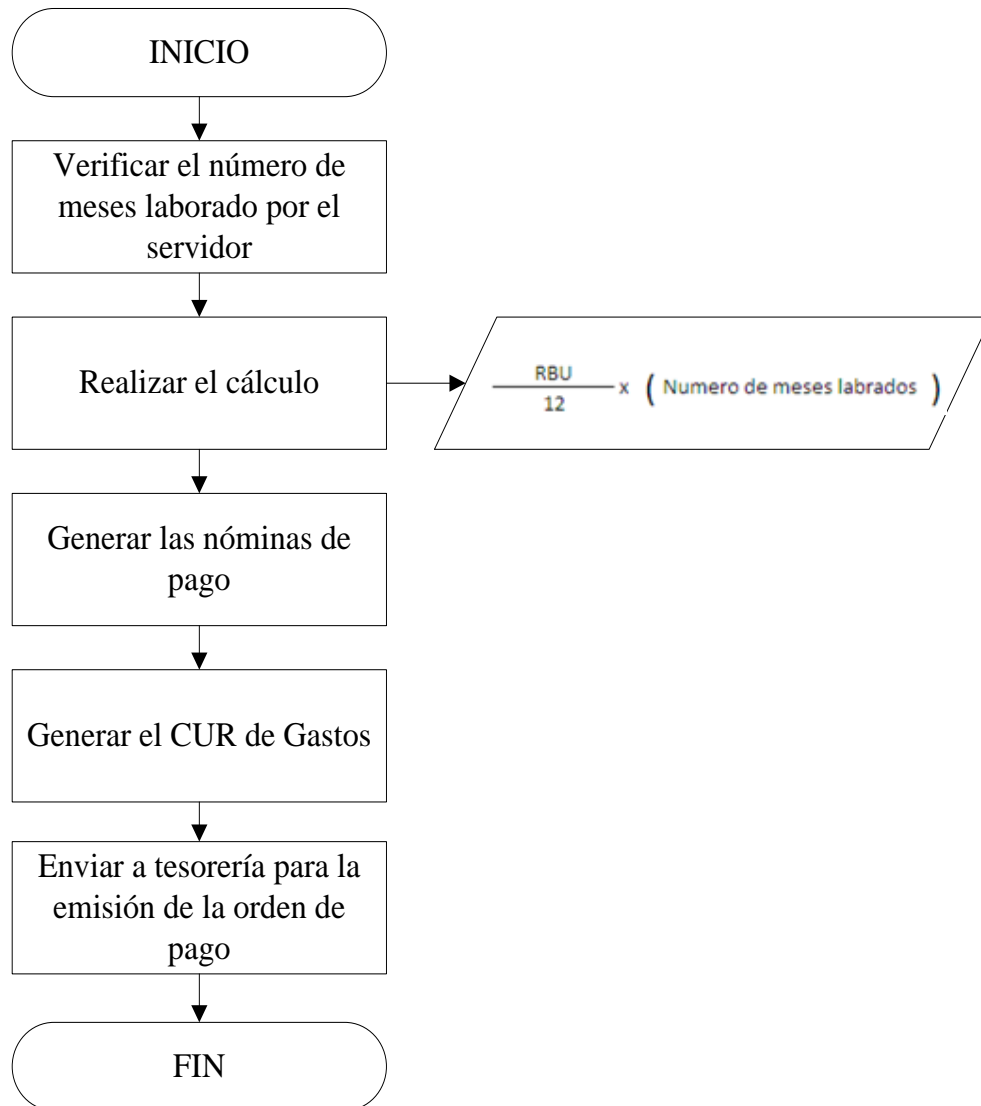 INICIO
Verificar el número de
meses laborado por el
servidor
Realizar el cálculo
RBU
12
x ( Numero de meses labrados )
Generar las nóminas de
pago
Generar el CUR de Gastos
Enviar a tesorería para la
emisión de la orden de
pago
FIN